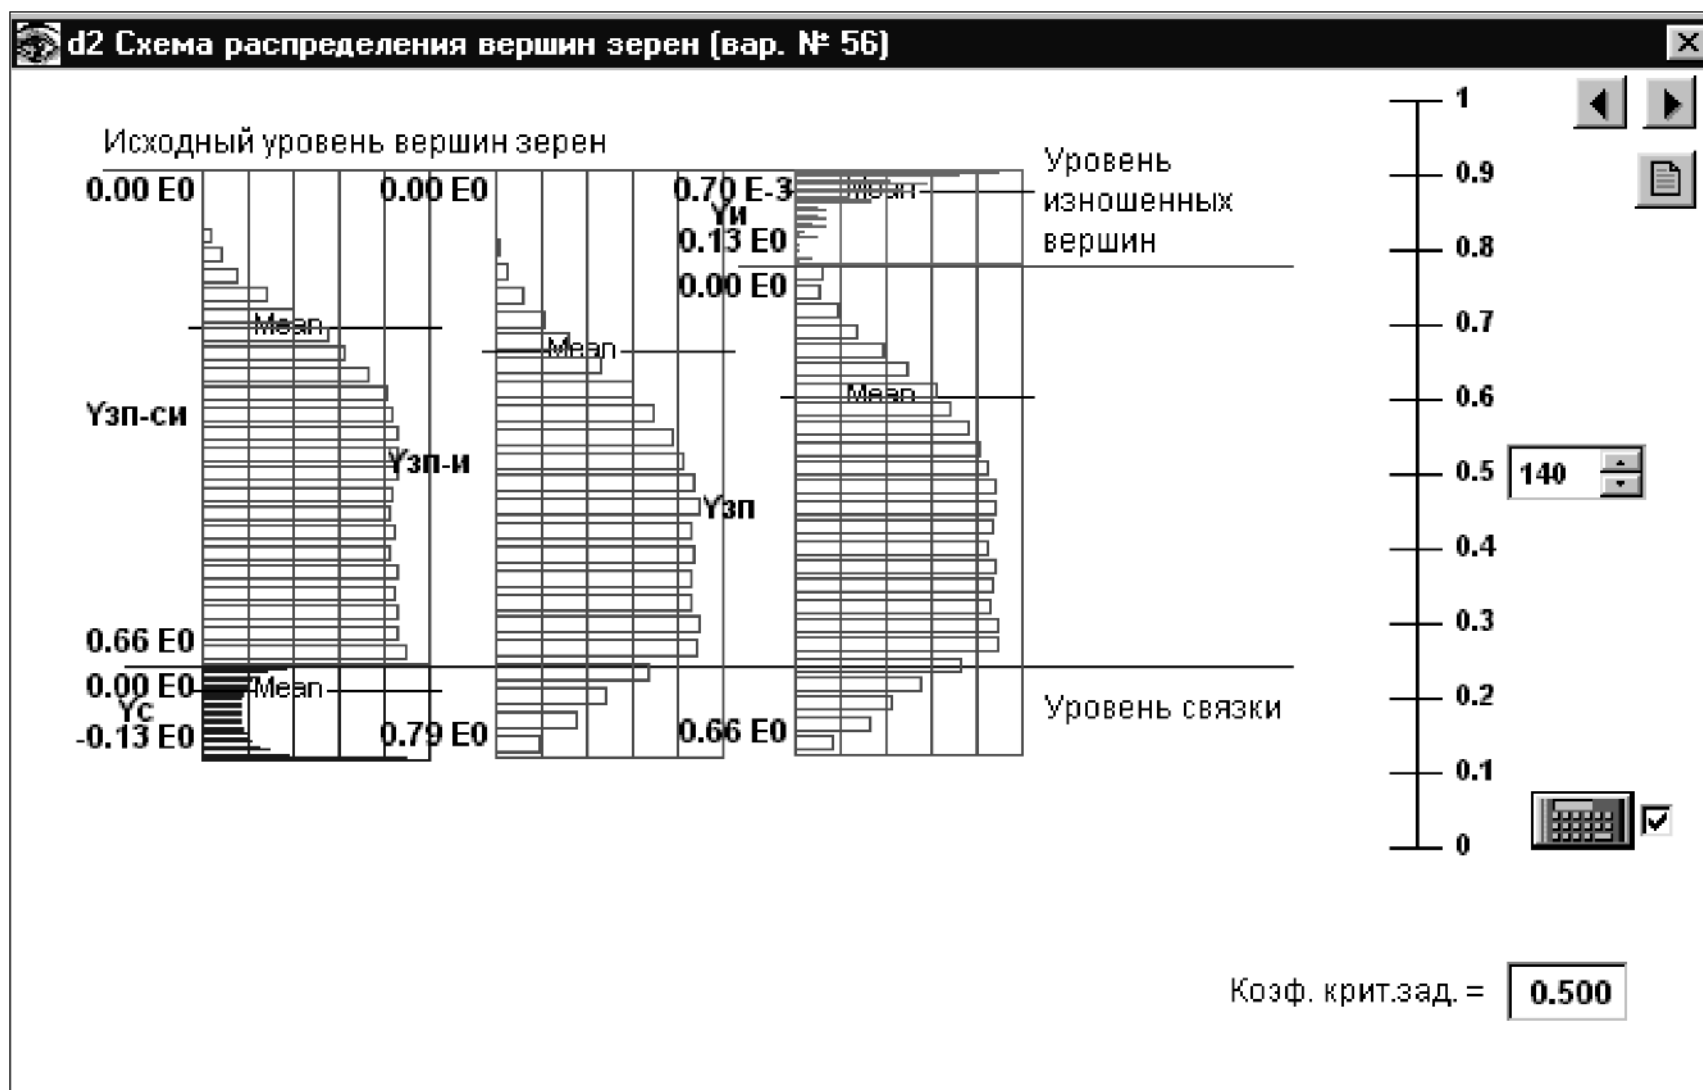 d2 Схема распределения вершин зерен (вар. № 56)
Исходный уровень вершин зерен
0.00 E0
0.00 E0
0.70 E-3
Mean
Yи
0.13 E0
0.00 E0
Уровень
изношенных
вершин
Mean
Mean
Mean
Yзп-си
Yзп-и
Yзп
0.66 E0
0.00 E0
Mean
Yс
-0.13 E0
0.79 E0
0.66 E0
Уровень связки
1
0.9
0.8
0.7
0.6
0.5
0.4
0.3
0.2
0.1
0
140
Коэф. крит.зад. =
0.500